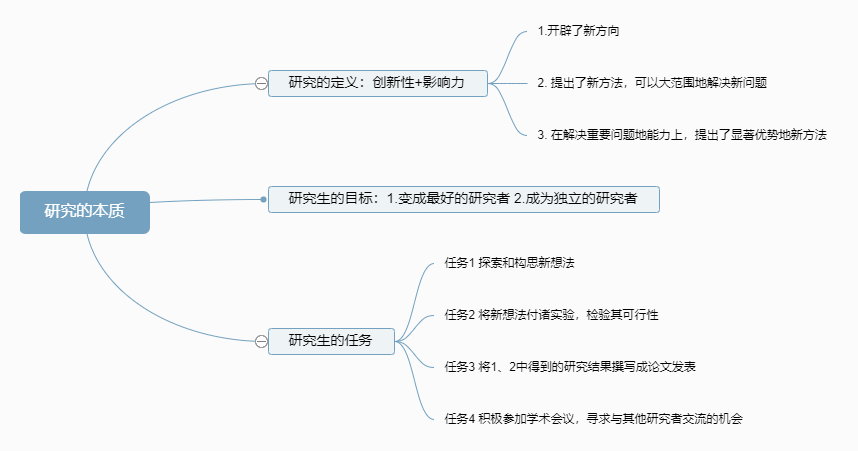 研究的本质
研究的定义：创新性+影响力
1.开辟了新方向
2. 提出了新方法，可以大范围地解决新问题
3. 在解决重要问题地能力上，提出了显著优势地新方法
研究生的目标：1.变成最好的研究者 2.成为独立的研究者
研究生的任务
任务1 探索和构思新想法
任务2 将新想法付诸实验，检验其可行性
任务3 将1、2中得到的研究结果撰写成论文发表
任务4 积极参加学术会议，寻求与其他研究者交流的机会